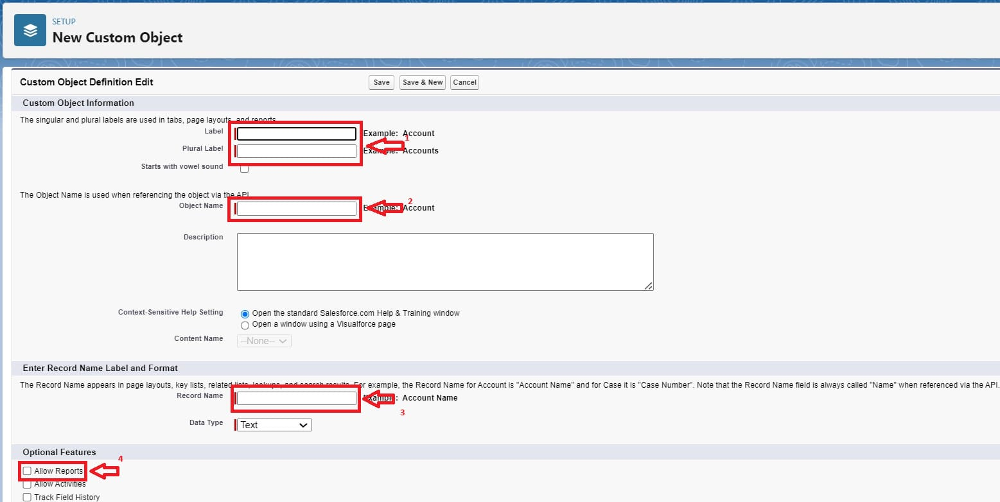 SETUP
New Custom Object
Custom Object Definition Edit
Save
Save & New
Cancel
Custom Object Information
The singular and plural labels are used in tabs, page layouts, and reports.
Label
Example: Account
1
Plural Label
Example: Accounts
Starts with vowel sound
The Object Name is used when referencing the object via the API.
Object Name
Example: Account
2
Description
Context-Sensitive Help Setting
Open the standard Salesforce.com Help & Training window
Open a window using a Visualforce page
Content Name
--None--
Enter Record Name Label and Format
The Record Name appears in page layouts, key lists, related lists, lookups, and search results. For example, the Record Name for Account is "Account Name" and for Case it is "Case Number". Note that the Record Name field is always called "Name" when referenced via the API.
Record Name
Example: Account Name
3
Data Type
Text
Optional Features
4
Allow Reports
Allow Activities
Track Field History